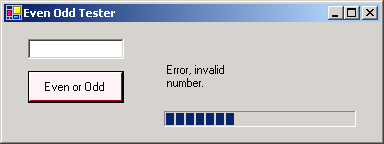 Even Odd Tester
Even or Odd
Error, invalid
number.